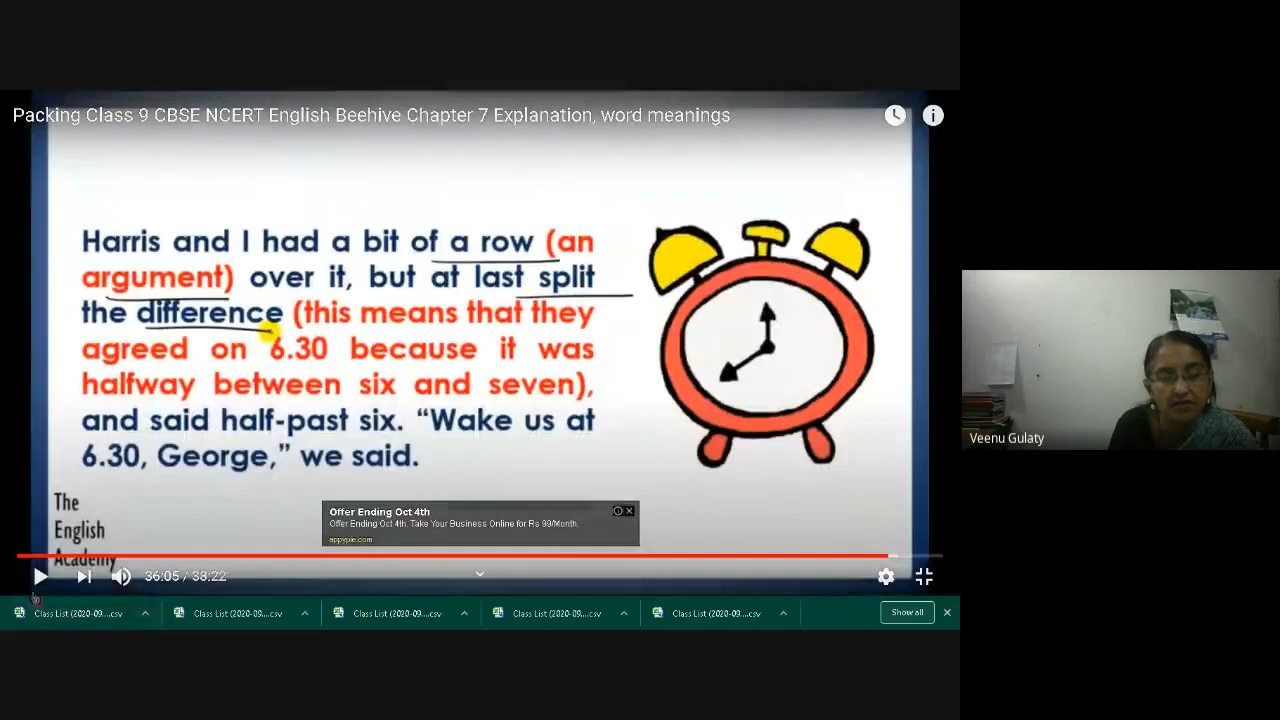 Packing Class 9 CBSE NCERT English Beehive Chapter 7 Explanation, word meanings
Harris and I had a bit of a row (an
argument) over it, but at last split
the difference (this means that they
agreed on 6.30 because it was
halfway between six and seven),
and said half-past six. “Wake us at
6.30, George,” we said.
The
English
Academy
Offer Ending Oct 4th
Offer Ending Oct 4th. Take Your Business Online for Rs 99/Month.
appypie.com
36:05 / 38:22
Class List (2020-09....csv
Class List (2020-09....csv
Class List (2020-09....csv
Class List (2020-09....csv
Class List (2020-09....csv
Show all
Veenu Gulaty